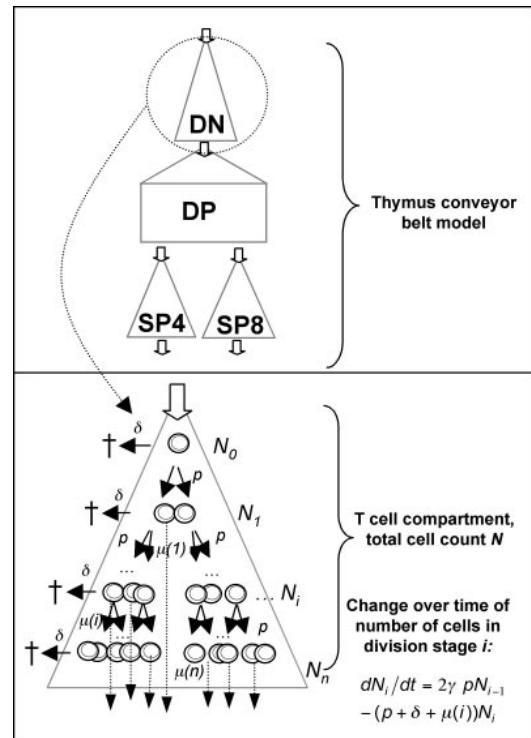 DN
DP
SP4
SP8
Thymus conveyor
belt model
† δ N₀
p
† δ N₁
p μ(1) p
... ...
† δ ... Nᵢ
μ(i) p
... ...
† δ μ(n) Nₙ
T cell compartment,
total cell count N
Change over time of
number of cells in
division stage i:
dNᵢ/dt = 2γ pNᵢ₋₁
−(p + δ + μ(i))Nᵢ